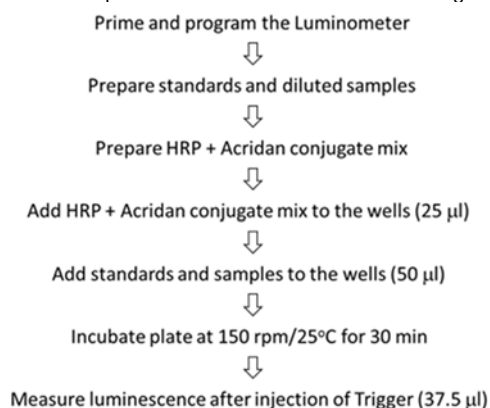 Prime and program the Luminometer
Prepare standards and diluted samples
Prepare HRP + Acridan conjugate mix
Add HRP + Acridan conjugate mix to the wells (25 µl)
Add standards and samples to the wells (50 µl)
Incubate plate at 150 rpm/25ºC for 30 min
Measure luminescence after injection of Trigger (37.5 µl)